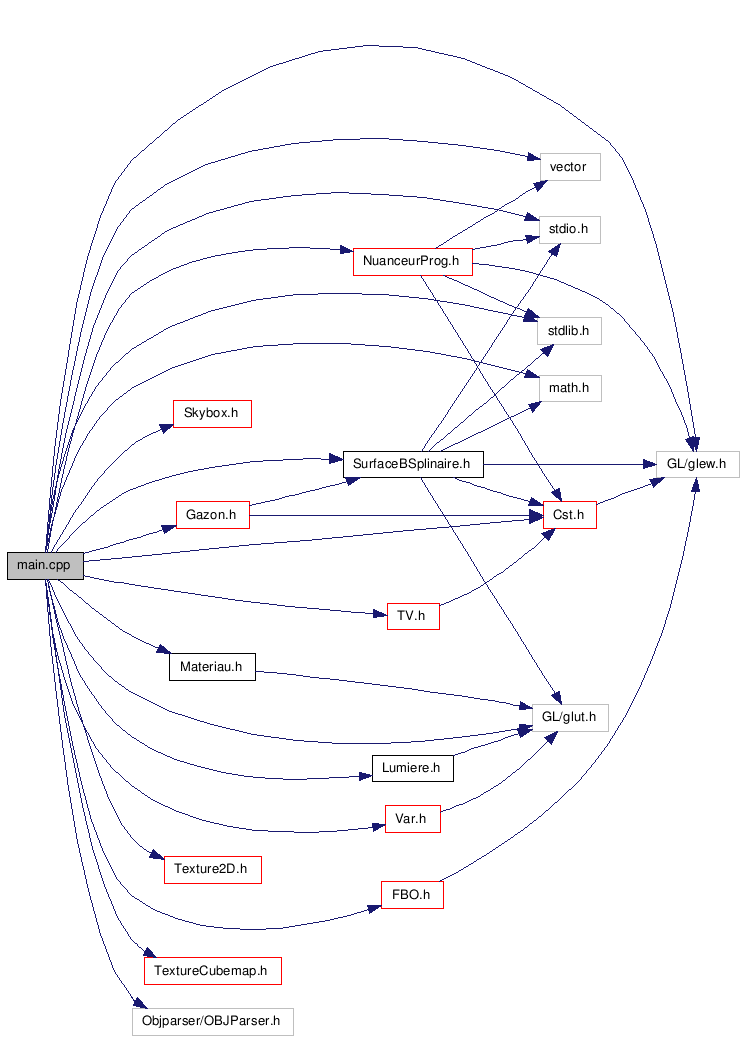 vector
stdio.h
NuanceurProg.h
stdlib.h
math.h
Skybox.h
SurfaceBSplinaire.h
GL/glew.h
Gazon.h
Cst.h
main.cpp
TV.h
Materiau.h
GL/glut.h
Lumiere.h
Var.h
Texture2D.h
FBO.h
TextureCubemap.h
Objparser/OBJParser.h